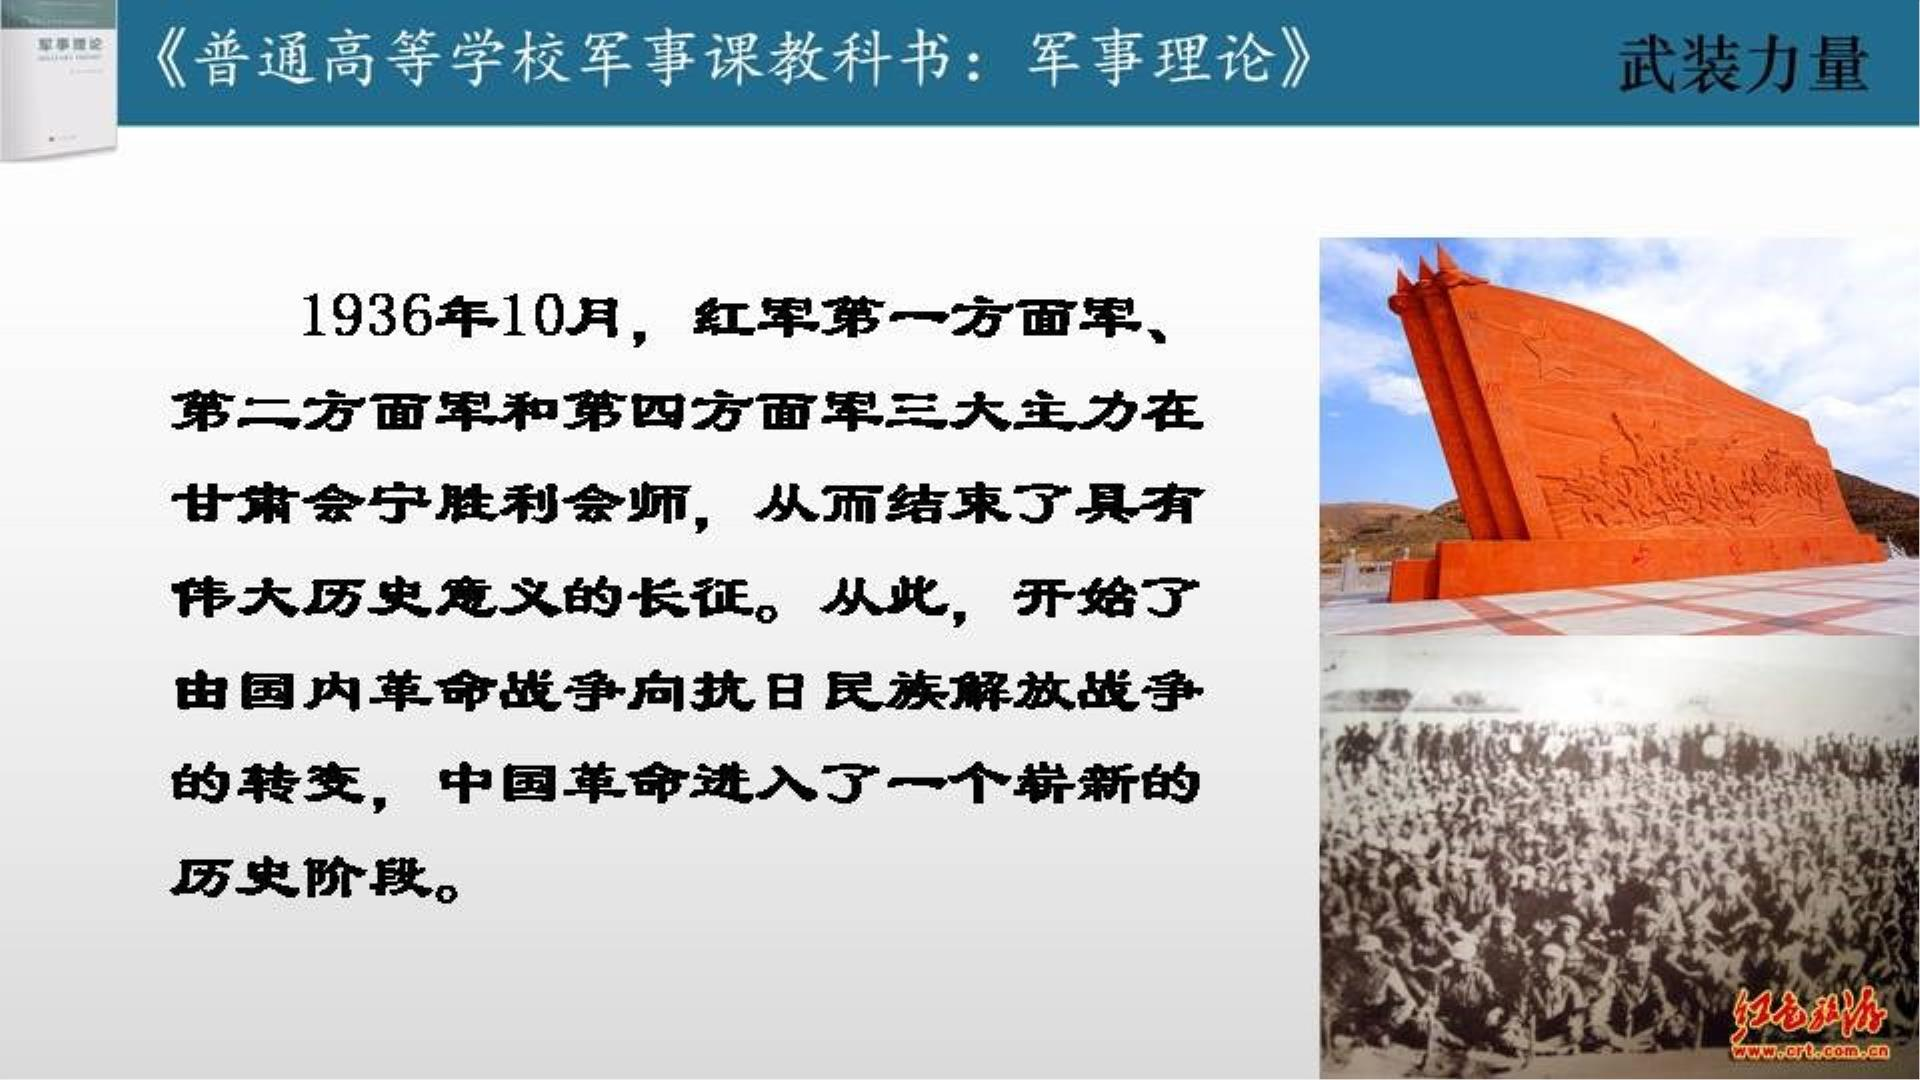 军事理论
《普通高等学校军事课教科书：军事理论》
武装力量
1936年10月，红军第一方面军、
第二方面军和第四方面军三大主力在
甘肃会宁胜利会师，从而结束了具有
伟大历史意义的长征。从此，开始了
由国内革命战争向抗日民族解放战争
的转变，中国革命进入了一个崭新的
历史阶段。
红色旅游
www.crt.com.cn